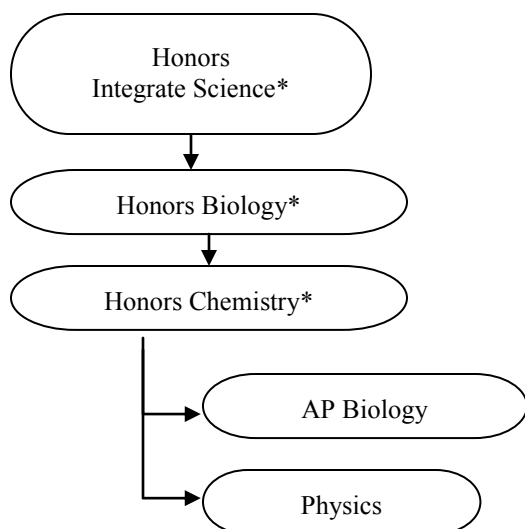 Honors
Integrate Science*
Honors Biology*
Honors Chemistry*
AP Biology
Physics